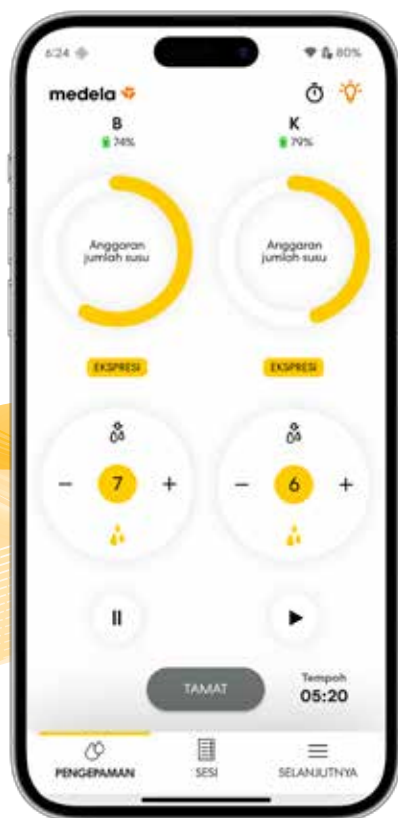 6:24
80%
medela
B
K
74%
79%
Anggaran
jumlah susu
Anggaran
jumlah susu
EKSPRESI
EKSPRESI
− 7 +
− 6 +
TAMAT
Tempoh
05:20
PENGEPAMAN
SESI
SELANJUTNYA